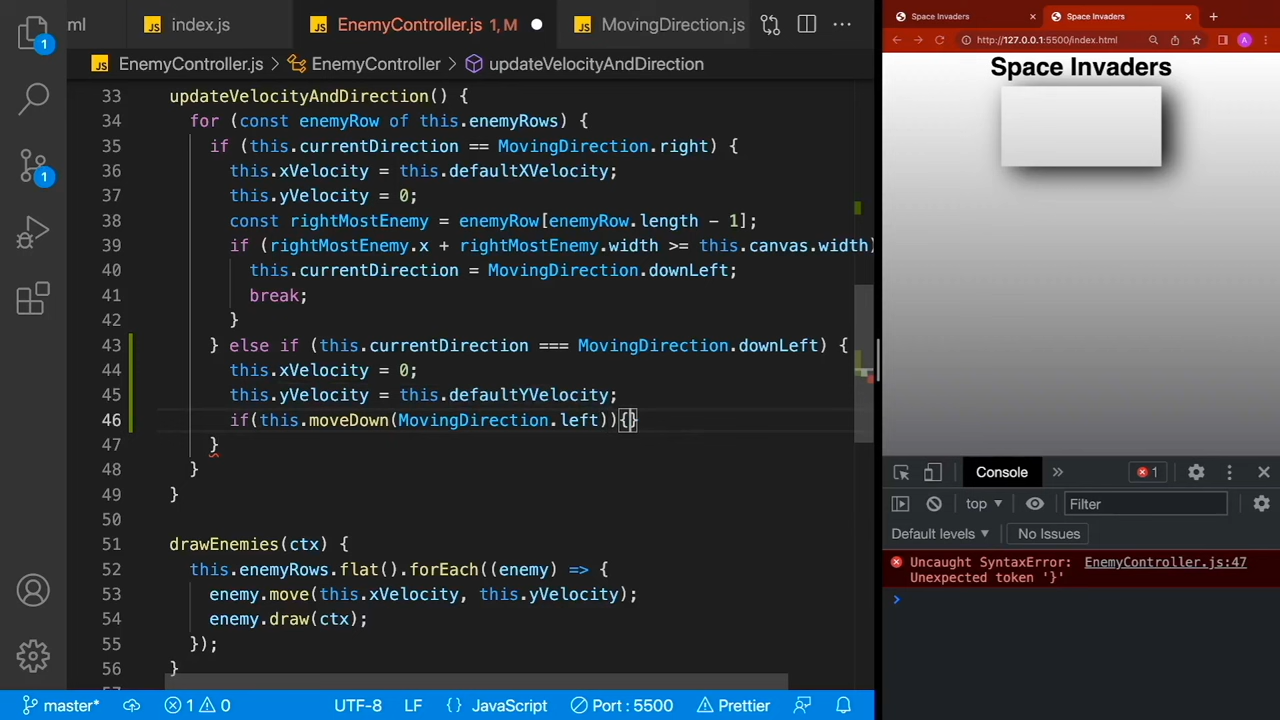 ml
index.js
EnemyController.js 1, M
MovingDirection.js
Space Invaders
Space Invaders
http://127.0.0.1:5500/index.html
A
EnemyController.js > EnemyController > updateVelocityAndDirection
33 updateVelocityAndDirection() {
34 for (const enemyRow of this.enemyRows) {
35 if (this.currentDirection == MovingDirection.right) {
36 this.xVelocity = this.defaultXVelocity;
37 this.yVelocity = 0;
38 const rightMostEnemy = enemyRow[enemyRow.length - 1];
39 if (rightMostEnemy.x + rightMostEnemy.width >= this.canvas.width)
40 this.currentDirection = MovingDirection.downLeft;
41 break;
42 }
43 } else if (this.currentDirection === MovingDirection.downLeft) {
44 this.xVelocity = 0;
45 this.yVelocity = this.defaultYVelocity;
46 if(this.moveDown(MovingDirection.left)){}
47 }
48 }
49 }
50
51 drawEnemies(ctx) {
52 this.enemyRows.flat().forEach((enemy) => {
53 enemy.move(this.xVelocity, this.yVelocity);
54 enemy.draw(ctx);
55 });
56 }
1
1
Space Invaders
Console
1
top
Filter
Default levels
No Issues
Uncaught SyntaxError: EnemyController.js:47
Unexpected token '}'
master*
1 0
UTF-8
LF
{} JavaScript
Port : 5500
Prettier